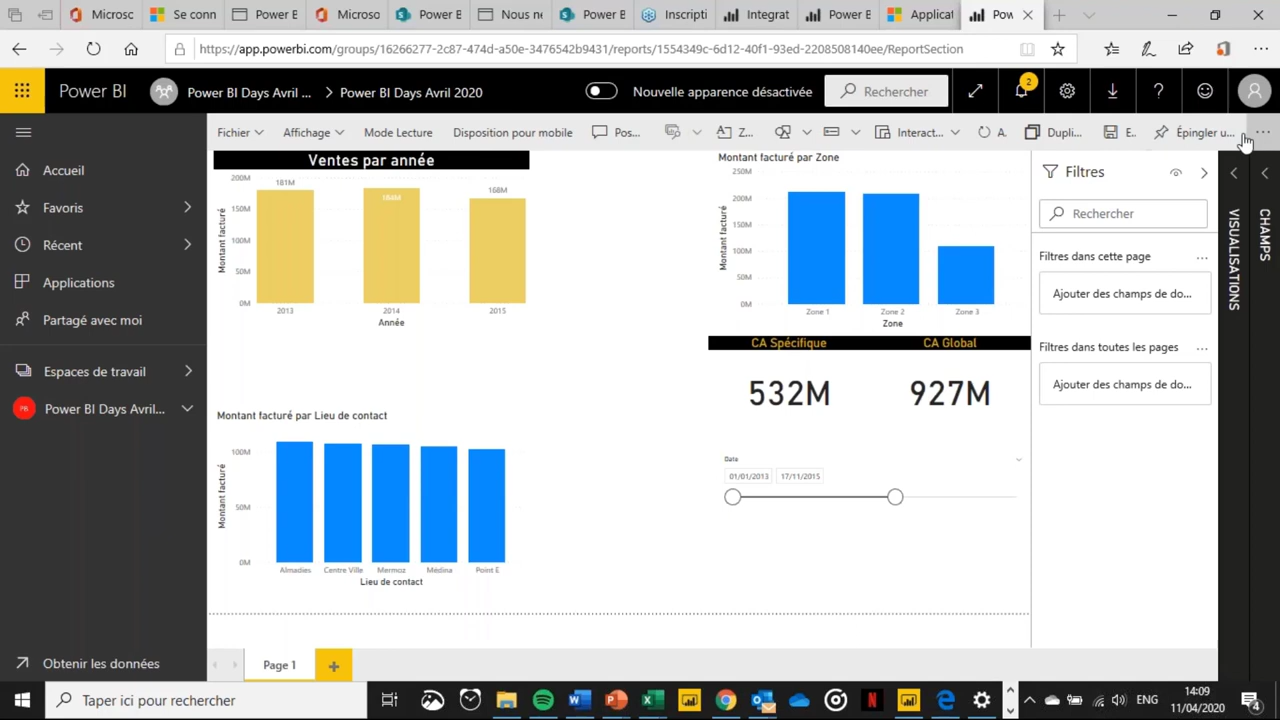 Microsc
Se conn
Power E
Microso
Power B
Nous ne
Power B
Inscripti
Integrat
Power B
Applical
Pow
https://app.powerbi.com/groups/16266277-2c87-474d-a50e-3476542b9431/reports/1554349c-6d12-40f1-93ed-2208508140ee/ReportSection
Power BI
Power BI Days Avril ...
Power BI Days Avril 2020
Nouvelle apparence désactivée
Rechercher
2
Fichier
Affichage
Mode Lecture
Disposition pour mobile
Pos...
Z...
Interact...
A.
Dupli...
E..
Épingler u...
Accueil
Favoris
Récent
Applications
Partagé avec moi
Espaces de travail
PB
Power BI Days Avril...
Obtenir les données
Ventes par année
Montant facturé
200M
150M
100M
50M
0M
181M
184M
168M
2013
2014
2015
Année
Montant facturé par Zone
Montant facturé
250M
200M
150M
100M
50M
0M
Zone 1
Zone 2
Zone 3
Zone
CA Spécifique
CA Global
532M
927M
Montant facturé par Lieu de contact
Montant facturé
100M
50M
0M
Almadies
Centre Ville
Mermoz
Médina
Point E
Lieu de contact
Date
01/01/2013
17/11/2015
Filtres
Rechercher
Filtres dans cette page
...
Ajouter des champs de do...
Filtres dans toutes les pages
...
Ajouter des champs de do...
VISUALISATIONS
CHAMPS
Page 1
Taper ici pour rechercher
ENG
14:09
11/04/2020
4